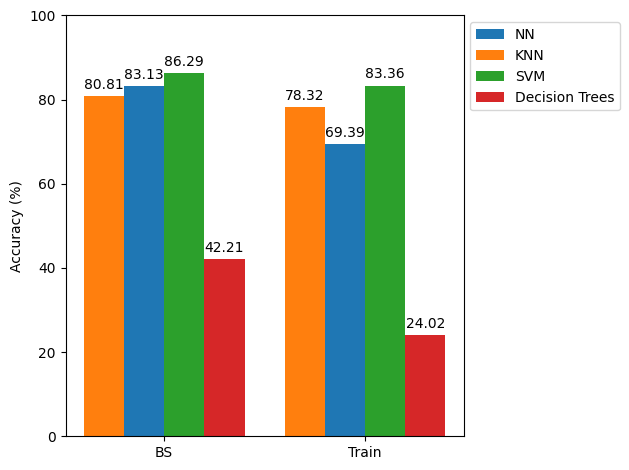 100
80
60
40
20
0
Accuracy (%)
80.81
83.13
86.29
42.21
78.32
69.39
83.36
24.02
BS
Train
NN
KNN
SVM
Decision Trees